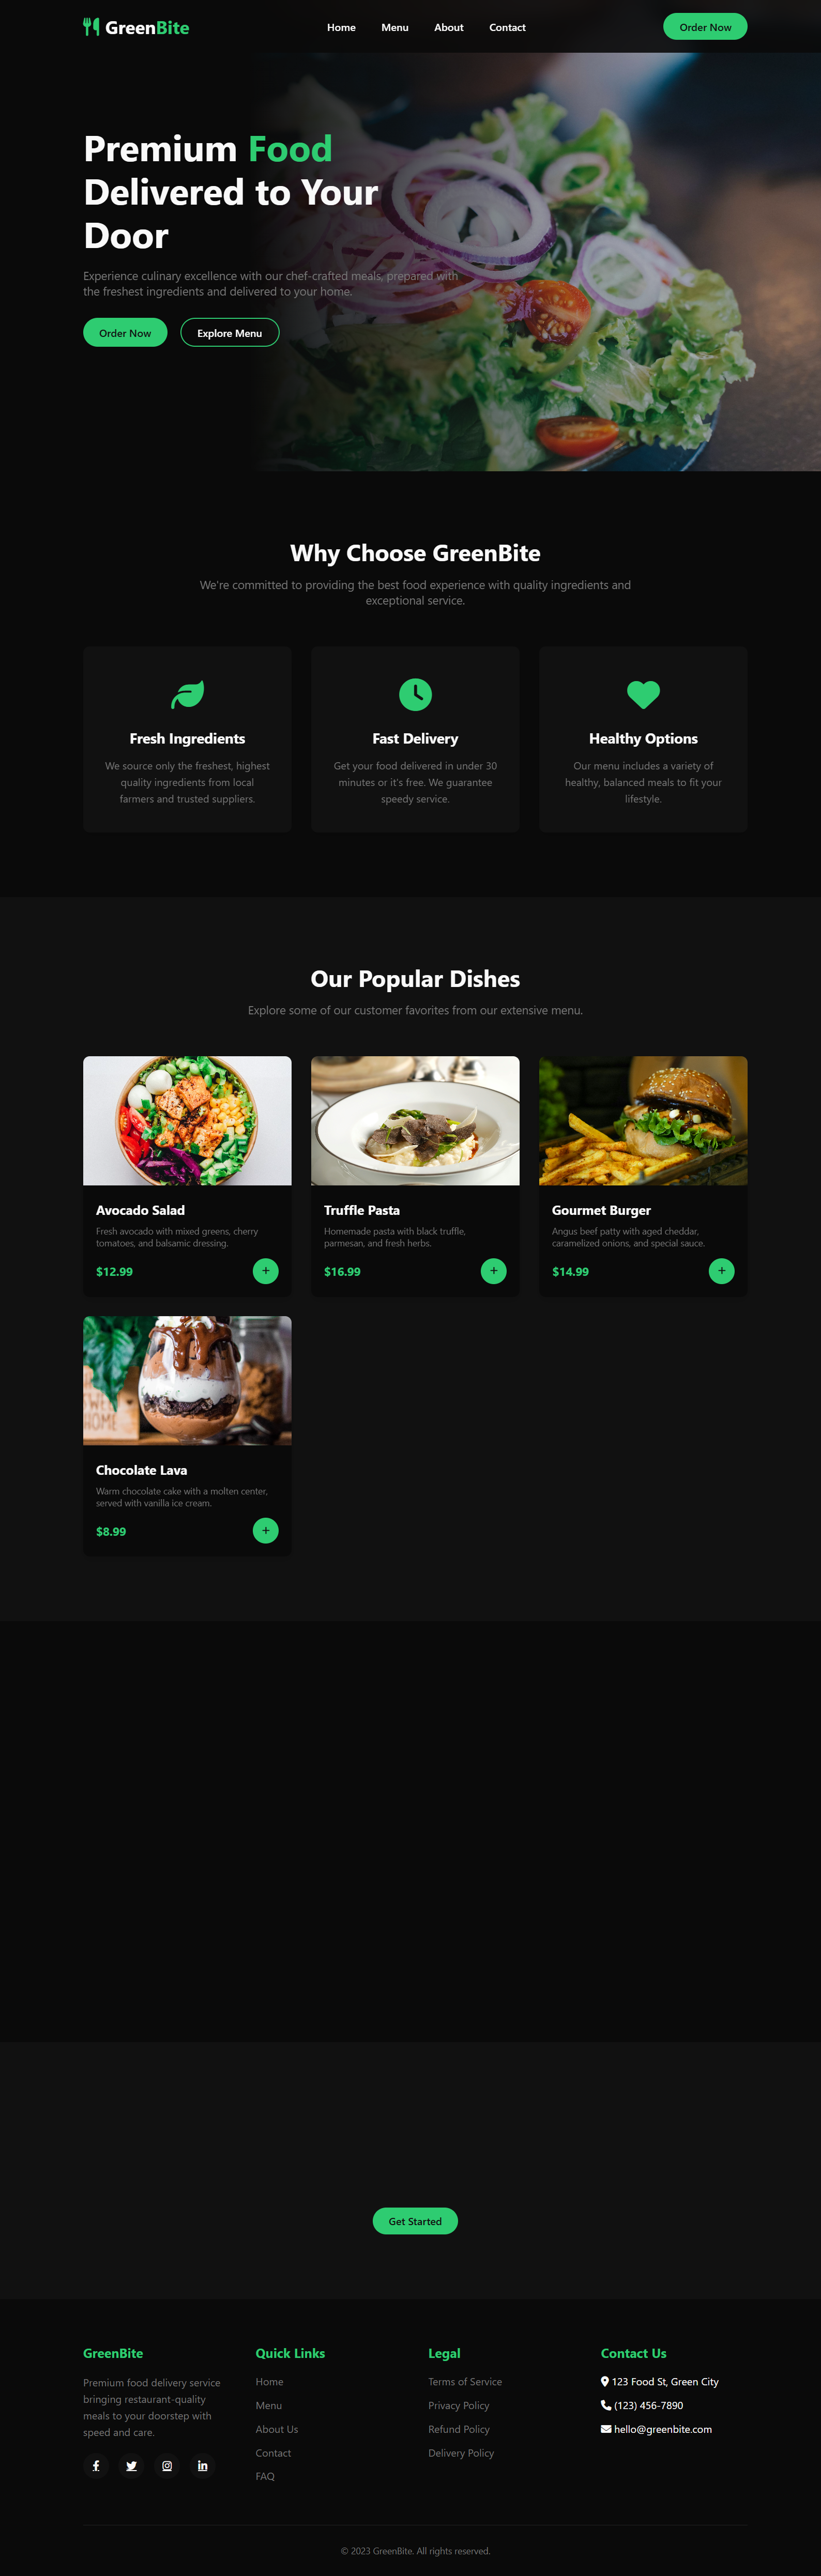 GreenBite
Home Menu About Contact
Order Now
Premium Food
Delivered to Your
Door
Experience culinary excellence with our chef-crafted meals, prepared with
the freshest ingredients and delivered to your home.
Order Now
Explore Menu
Why Choose GreenBite
We're committed to providing the best food experience with quality ingredients and
exceptional service.
Fresh Ingredients
We source only the freshest, highest
quality ingredients from local
farmers and trusted suppliers.
Fast Delivery
Get your food delivered in under 30
minutes or it's free. We guarantee
speedy service.
Healthy Options
Our menu includes a variety of
healthy, balanced meals to fit your
lifestyle.
Our Popular Dishes
Explore some of our customer favorites from our extensive menu.
Avocado Salad
Fresh avocado with mixed greens, cherry
tomatoes, and balsamic dressing.
$12.99
+
Truffle Pasta
Homemade pasta with black truffle,
parmesan, and fresh herbs.
$16.99
+
Gourmet Burger
Angus beef patty with aged cheddar,
caramelized onions, and special sauce.
$14.99
+
HOME
Chocolate Lava
Warm chocolate cake with a molten center,
served with vanilla ice cream.
$8.99
+
Get Started
GreenBite
Premium food delivery service
bringing restaurant-quality
meals to your doorstep with
speed and care.
Quick Links
Home
Menu
About Us
Contact
FAQ
Legal
Terms of Service
Privacy Policy
Refund Policy
Delivery Policy
Contact Us
123 Food St, Green City
(123) 456-7890
hello@greenbite.com
© 2023 GreenBite. All rights reserved.